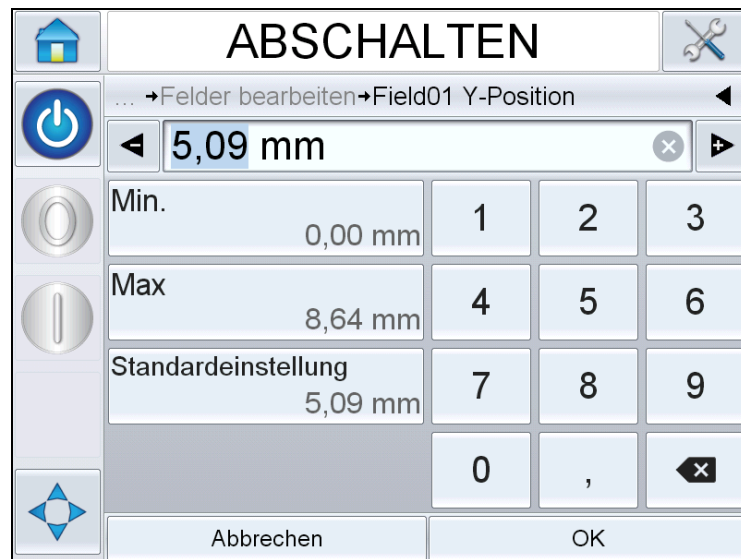 ABSCHALTEN
... →Felder bearbeiten→Field01 Y-Position
5,09 mm
Min.
0,00 mm
1 2 3
Max
8,64 mm
4 5 6
Standardeinstellung
5,09 mm
7 8 9
0 ,
Abbrechen OK